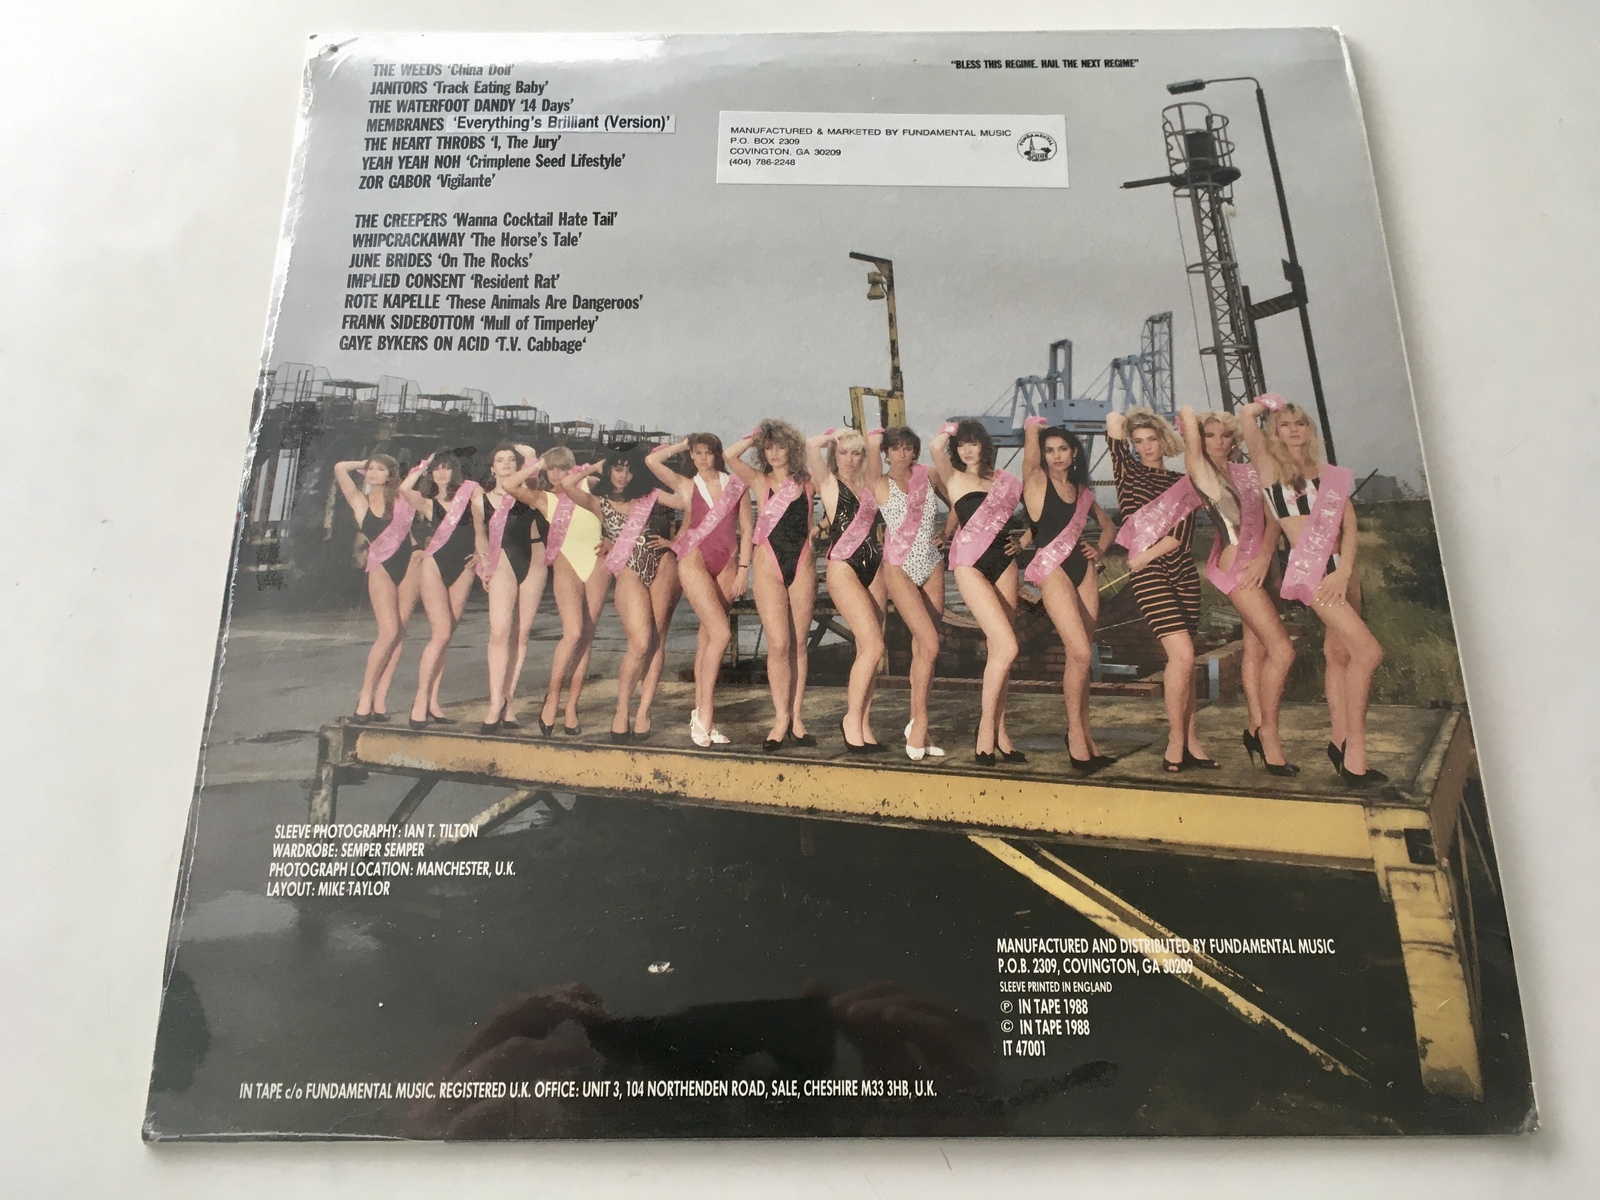 THE WEEDS 'China Doll'
JANITORS 'Track Eating Baby'
THE WATERFOOT DANDY '14 Days'
MEMBRANES 'Everything's Brilliant (Version)'
THE HEART THROBS 'I, The Jury'
YEAH YEAH NOH 'Crimplene Seed Lifestyle'
ZOR GABOR 'Vigilante'
THE CREEPERS 'Wanna Cocktail Hate Tail'
WHIPCRACKAWAY 'The Horse's Tale'
JUNE BRIDES 'On The Rocks'
IMPLIED CONSENT 'Resident Rat'
ROTE KAPELLE 'These Animals Are Dangeroos'
FRANK SIDEBOTTOM 'Mull of Timperley'
GAYE BYKERS ON ACID 'T.V. Cabbage'
"BLESS THIS REGIME. HAIL THE NEXT REGIME"
MANUFACTURED & MARKETED BY FUNDAMENTAL MUSIC
P.O. BOX 2309
COVINGTON, GA 30209
(404) 786-2248
FUNDAMENTAL
SLEEVE PHOTOGRAPHY: IAN T. TILTON
WARDROBE: SEMPER SEMPER
PHOTOGRAPH LOCATION: MANCHESTER, U.K.
LAYOUT: MIKE TAYLOR
MANUFACTURED AND DISTRIBUTED BY FUNDAMENTAL MUSIC
P.O.B. 2309, COVINGTON, GA 30209
SLEEVE PRINTED IN ENGLAND
℗ IN TAPE 1988
© IN TAPE 1988
IT 47001
IN TAPE c/o FUNDAMENTAL MUSIC. REGISTERED U.K. OFFICE: UNIT 3, 104 NORTHENDEN ROAD, SALE, CHESHIRE M33 3HB, U.K.